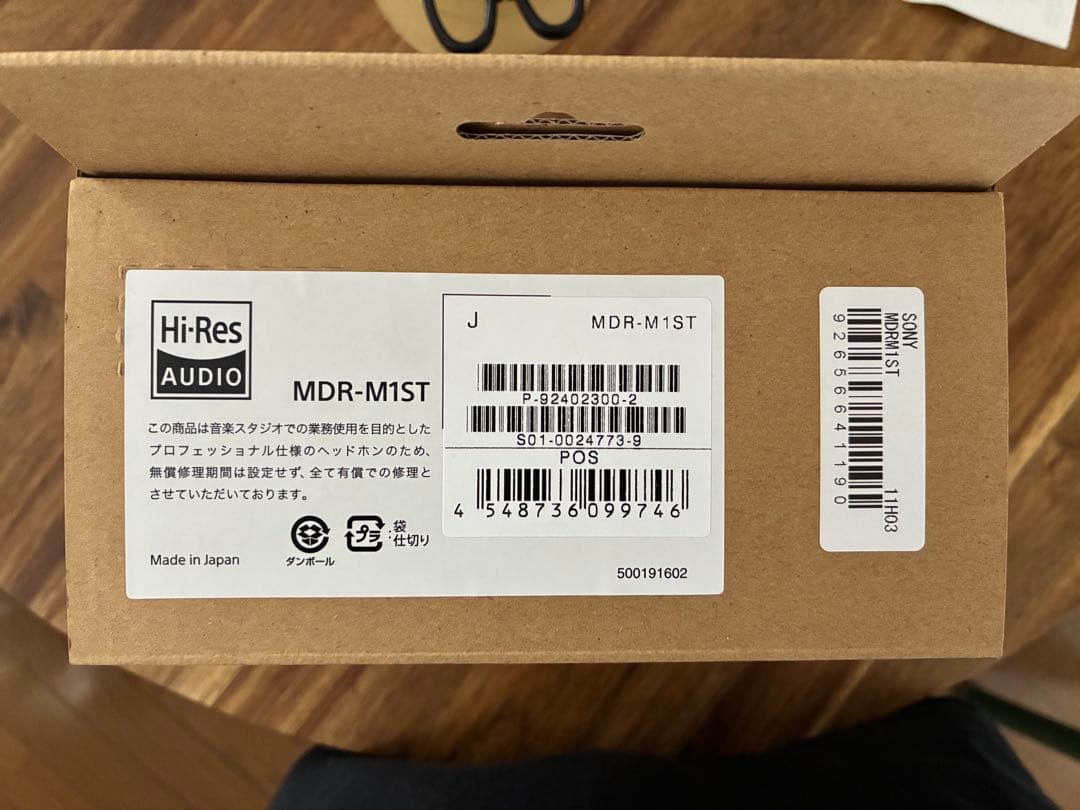 Hi-Res
AUDIO
MDR-M1ST
この商品は音楽スタジオでの業務使用を目的とした
プロフェッショナル仕様のヘッドホンのため、
無償修理期間は設定せず、全て有償での修理と
させていただいております。
ダンボール
プラ
:袋
仕切り
Made in Japan
J MDR-M1ST
P-92402300-2
S01-0024773-9
POS
4 548736 099746
500191602
SONY
MDRM1ST 11H03
9265641190